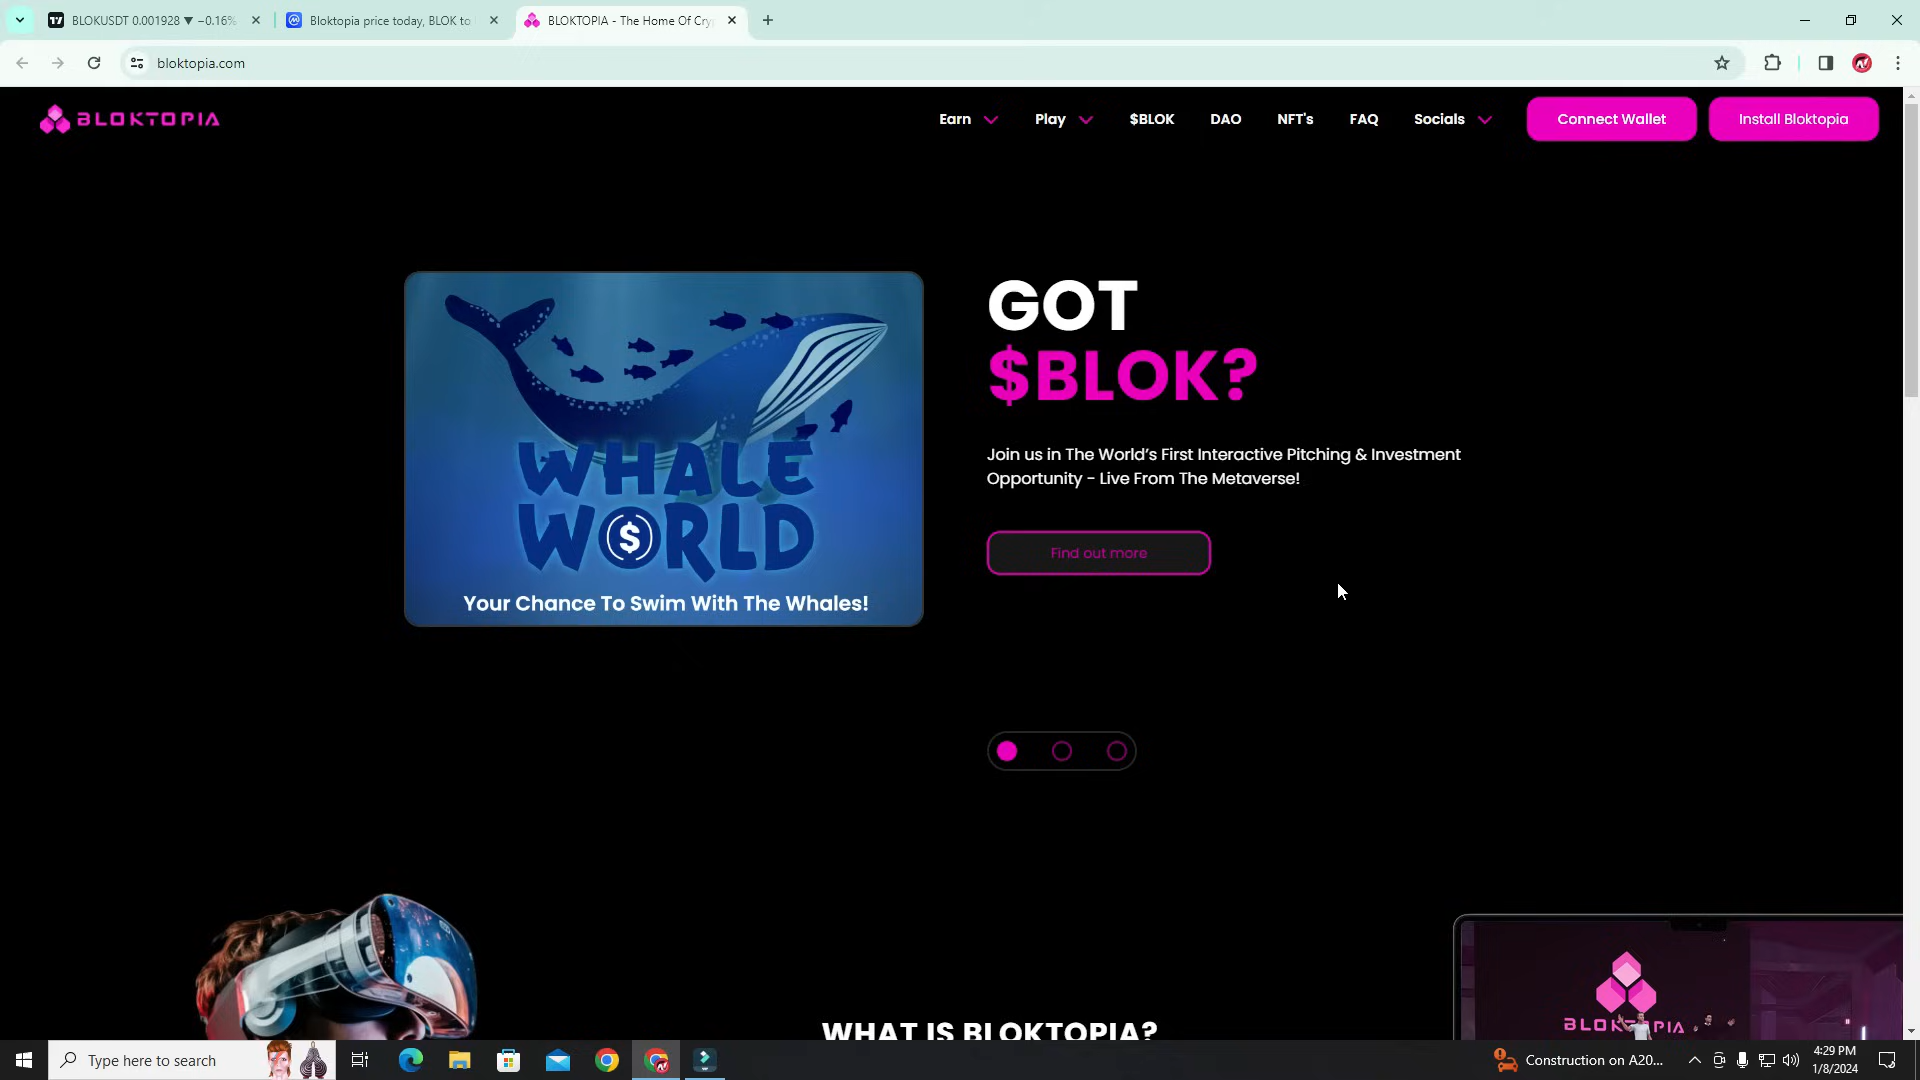 BLOKUSDT 0.001928 ▼ −0.16%
Bloktopia price today, BLOK to
BLOKTOPIA - The Home Of Cry
bloktopia.com
BLOKTOPIA
Earn
Play
$BLOK
DAO
NFT's
FAQ
Socials
Connect Wallet
Install Bloktopia
WHALE
W$RLD
Your Chance To Swim With The Whales!
GOT
$BLOK?
Join us in The World's First Interactive Pitching & Investment
Opportunity - Live From The Metaverse!
Find out more
WHAT IS BLOKTOPIA?
BLOKTOPIA
Type here to search
Construction on A20...
4:29 PM
1/8/2024